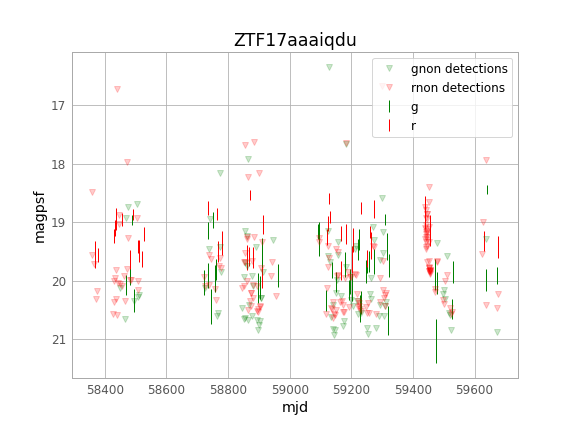 ZTF17aaaiqdu
gnon detections
rnon detections
g
r
magpsf
17
18
19
20
21
58400 58600 58800 59000 59200 59400 59600
mjd